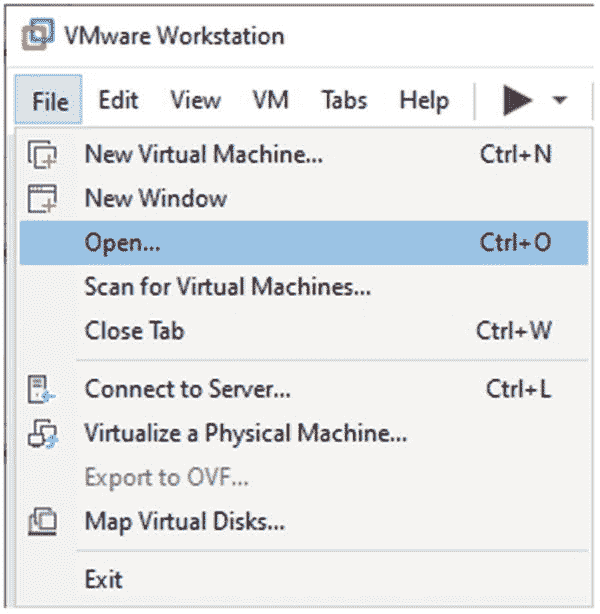 VMware Workstation
File Edit View VM Tabs Help
New Virtual Machine... Ctrl+N
New Window
Open... Ctrl+O
Scan for Virtual Machines...
Close Tab Ctrl+W
Connect to Server... Ctrl+L
Virtualize a Physical Machine...
Export to OVF...
Map Virtual Disks...
Exit